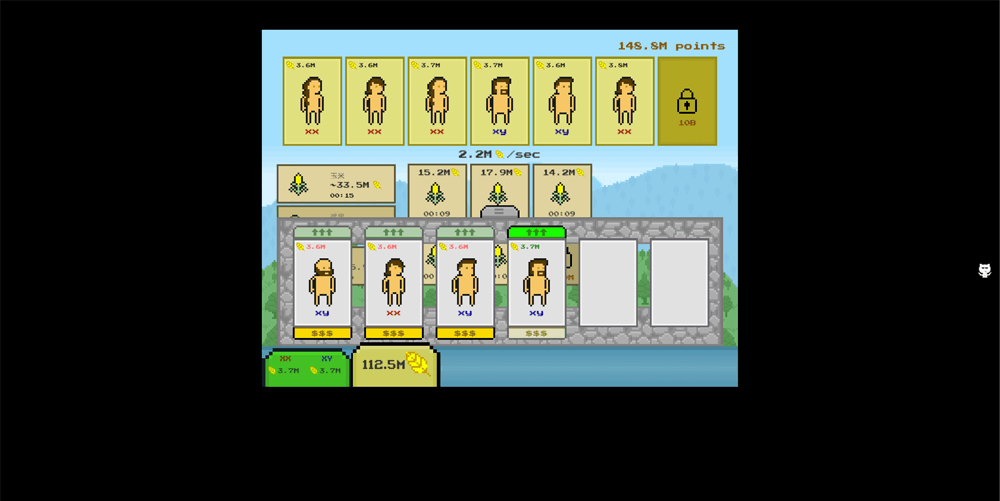 148.8M points
3.6M
3.6M
3.7M
3.7M
3.6M
3.8M
xx
xx
xx
xy
xy
xx
10B
2.2M /sec
玉米
~33.5M
00:15
15.2M
17.9M
14.2M
00:09
00:09
3.6M
3.6M
3.6M
3.7M
xy
xx
xy
xy
$$$
$$$
$$$
$$$
XX
XY
3.7M
3.7M
112.5M